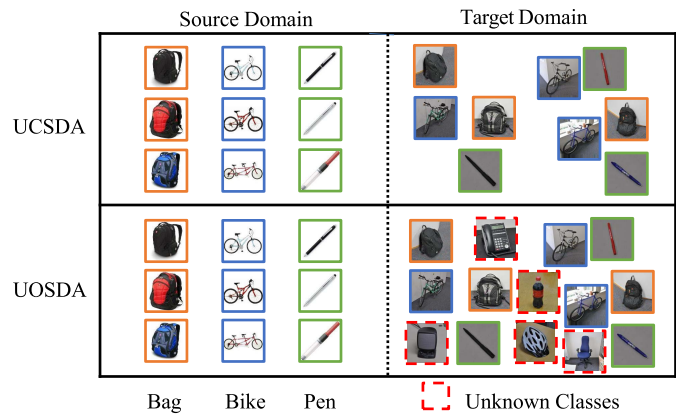 Source Domain
Target Domain
UCSDA
UOSDA
Bag
Bike
Pen
Unknown Classes